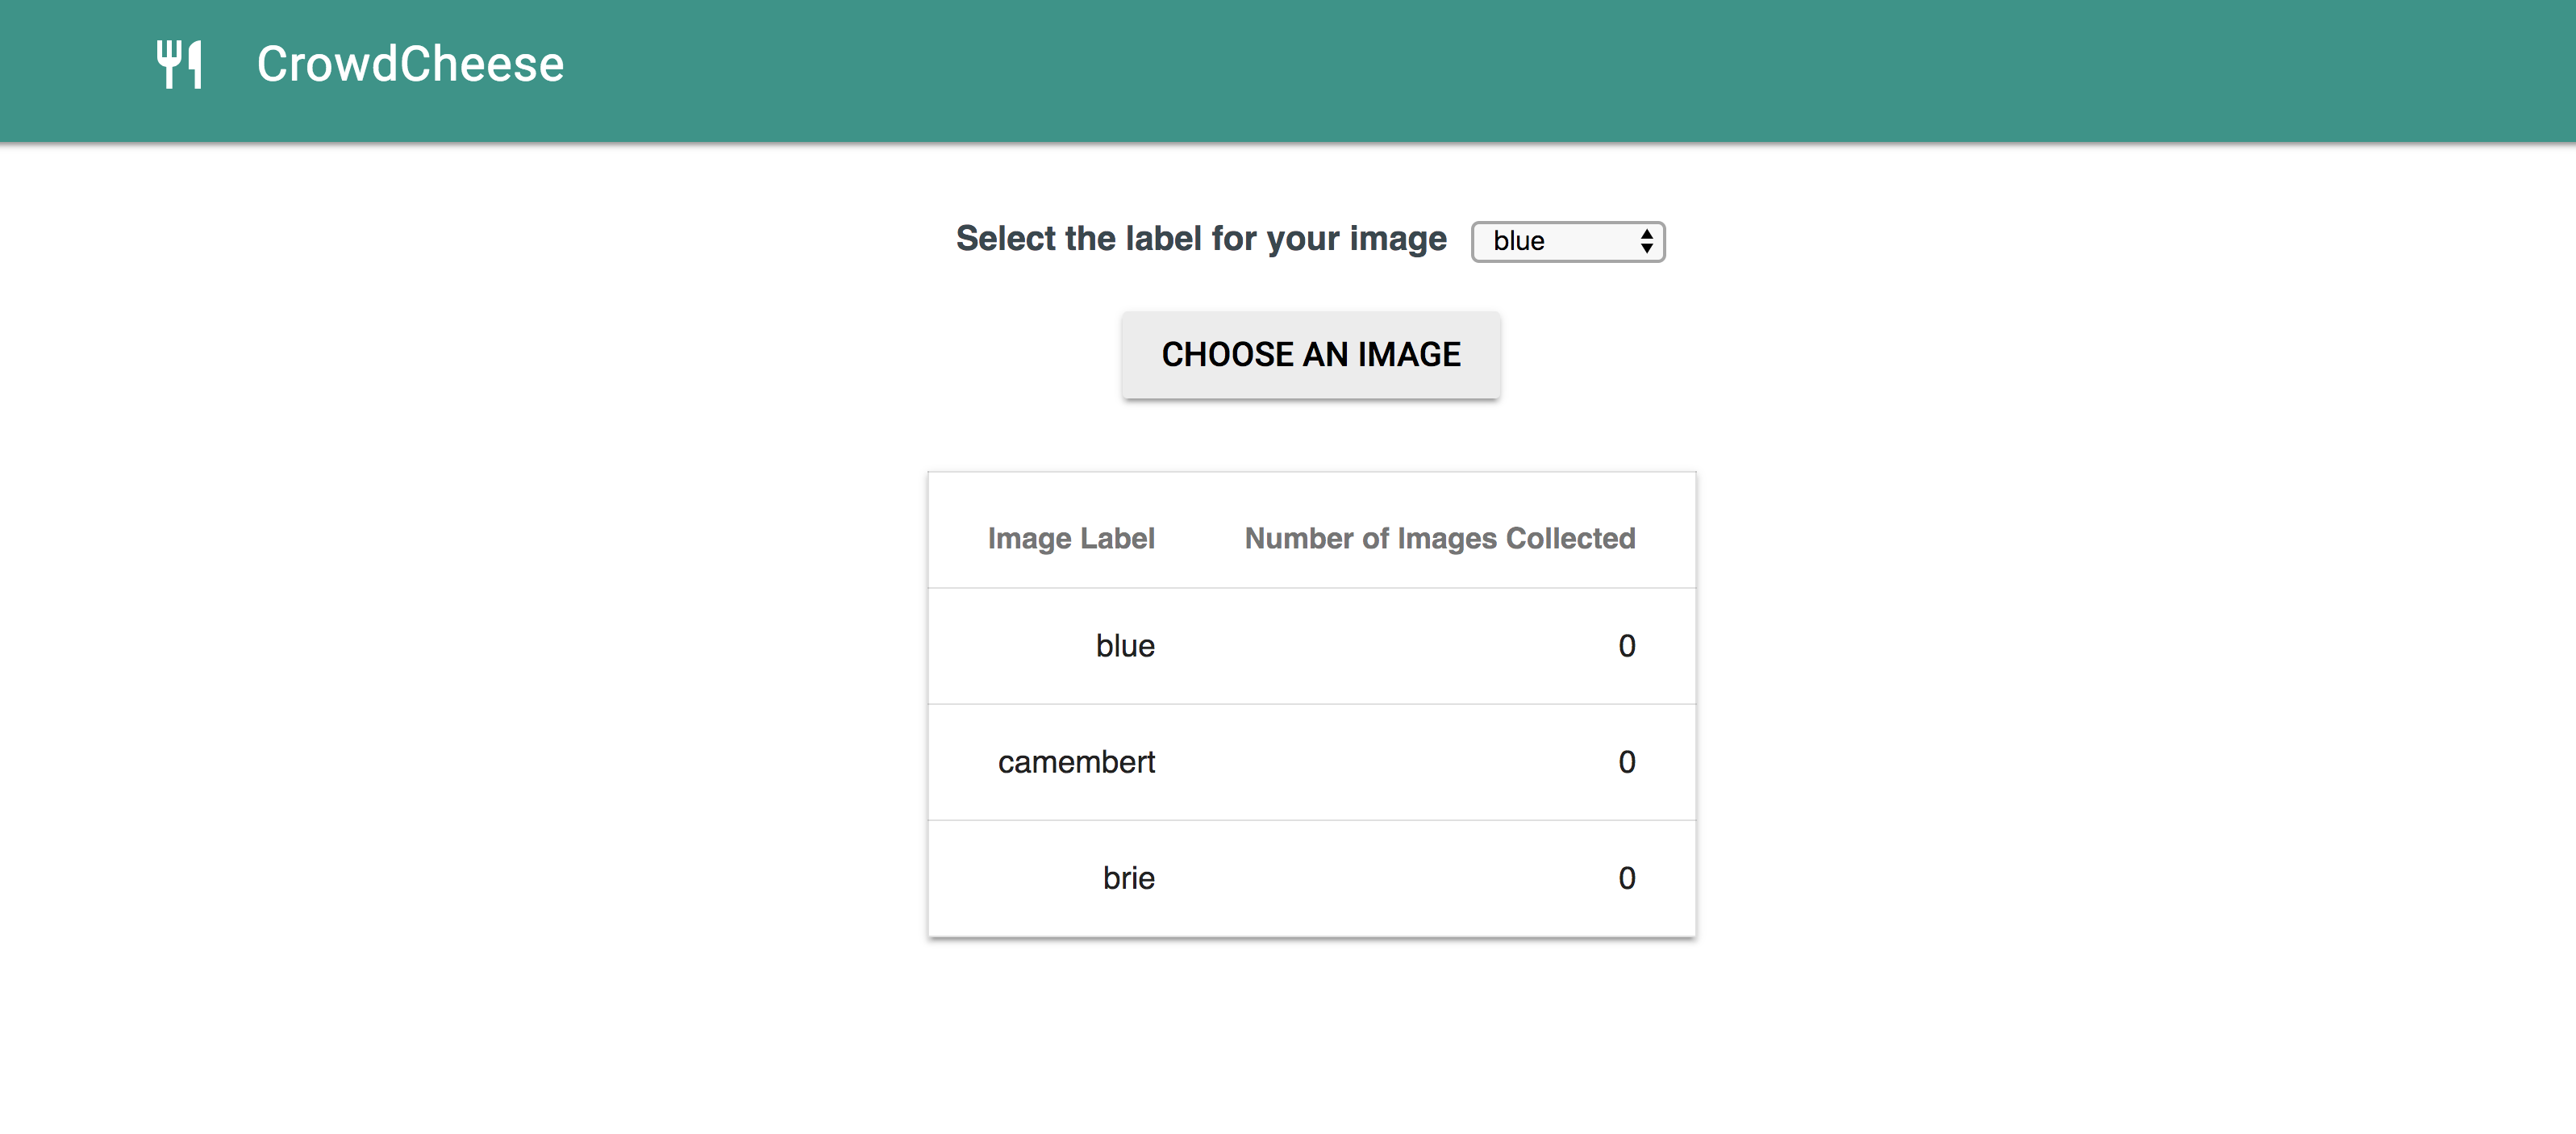 CrowdCheese
Select the label for your image blue
CHOOSE AN IMAGE
Image Label Number of Images Collected
blue 0
camembert 0
brie 0